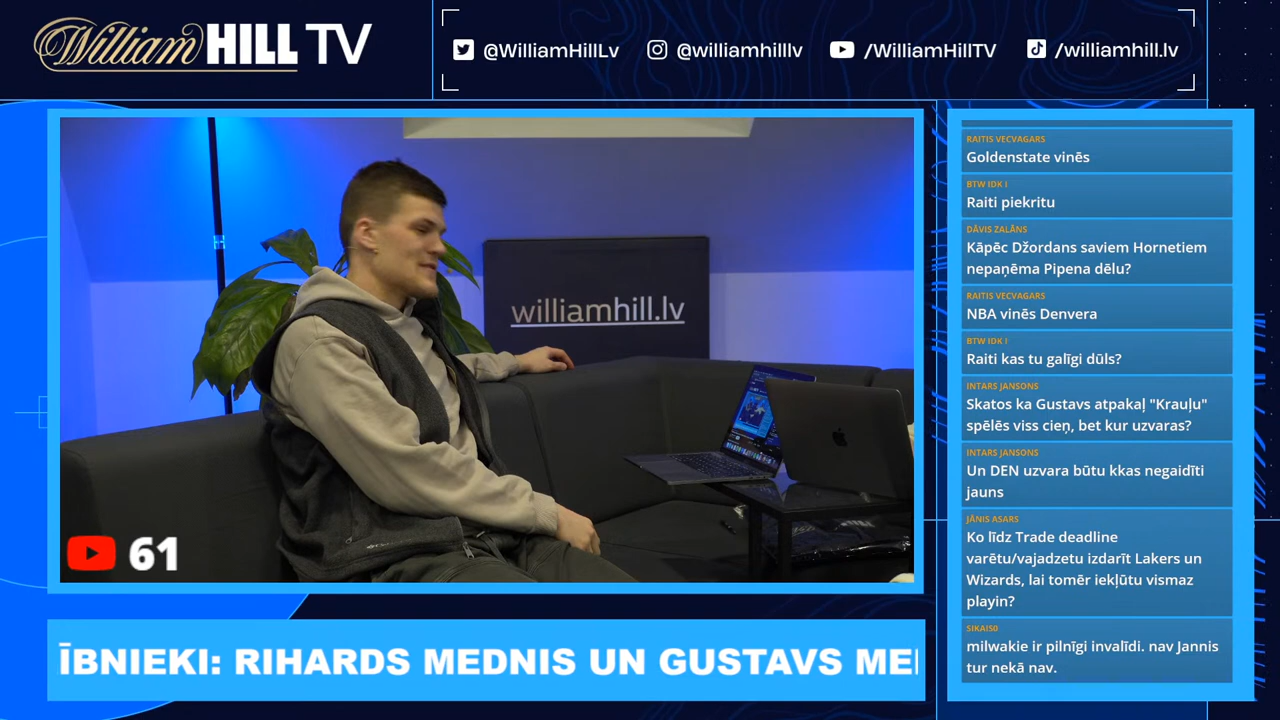 William HILL TV
@WilliamHillLv
@williamhilllv
/WilliamHillTV
/williamhill.lv
williamhill.lv
61
ĪBNIEKI: RIHARDS MEDNIS UN GUSTAVS
RAITIS VECVAGARS
Goldenstate vinēs
BTW IDK I
Raiti piekritu
DĀVIS ZALĀNS
Kāpēc Džordans saviem Hornetiem
nepaņēma Pipena dēlu?
RAITIS VECVAGARS
NBA vinēs Denvera
BTW IDK I
Raiti kas tu galīgi dūls?
INTARS JANSONS
Skatos ka Gustavs atpakaļ "Krauļu"
spēlēs viss cieņ, bet kur uzvaras?
INTARS JANSONS
Un DEN uzvara būtu kkas negaidīti
jauns
JĀNIS ASARS
Ko līdz Trade deadline
varētu/vajadzetu izdarīt Lakers un
Wizards, lai tomēr iekļūtu vismaz
playin?
SIKAIS0
milwakie ir pilnīgi invalīdi. nav Jannis
tur nekā nav.